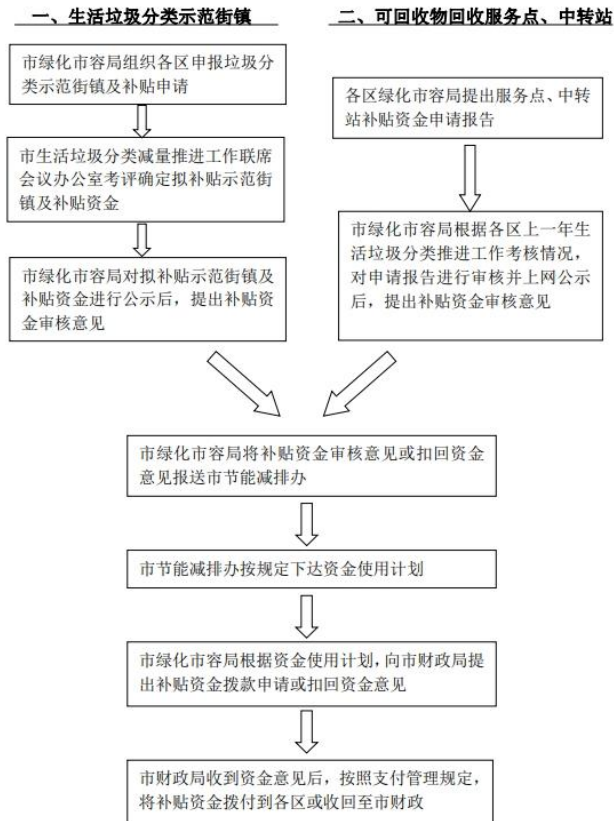 一、生活垃圾分类示范街镇
市绿化市容局组织各区申报垃圾分
类示范街镇及补贴申请
市生活垃圾分类减量推进工作联席
会议办公室考评确定拟补贴示范街
镇及补贴资金
市绿化市容局对拟补贴示范街镇及
补贴资金进行公示后，提出补贴资
金审核意见
二、可回收物回收服务点、中转站
各区绿化市容局提出服务点、中转
站补贴资金申请报告
市绿化市容局根据各区上一年生
活垃圾分类推进工作考核情况，
对申请报告进行审核并上网公示
后，提出补贴资金审核意见
市绿化市容局将补贴资金审核意见或扣回资金
意见报送市节能减排办
市节能减排办按规定下达资金使用计划
市绿化市容局根据资金使用计划，向市财政局提
出补贴资金拨款申请或扣回资金意见
市财政局收到资金意见后，按照支付管理规定，
将补贴资金拨付到各区或收回至市财政